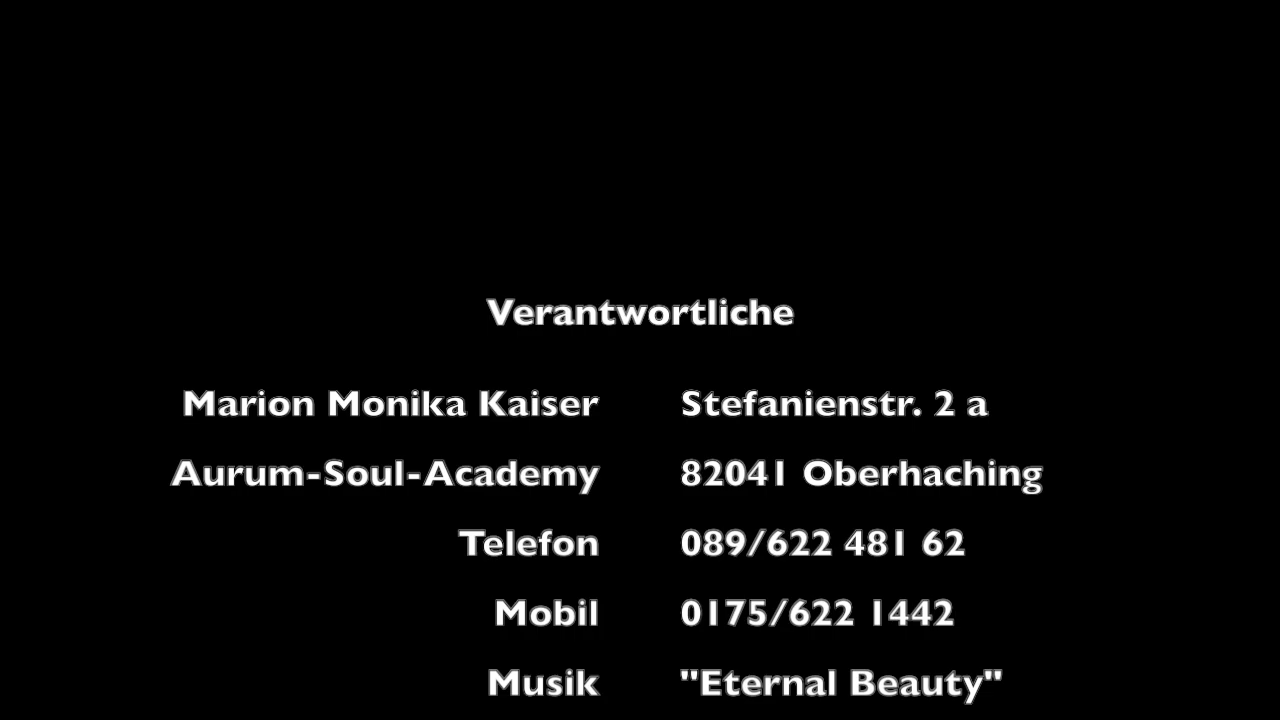 Verantwortliche
Marion Monika Kaiser Stefanienstr. 2 a
Aurum-Soul-Academy 82041 Oberhaching
Telefon 089/622 481 62
Mobil 0175/622 1442
Musik "Eternal Beauty"